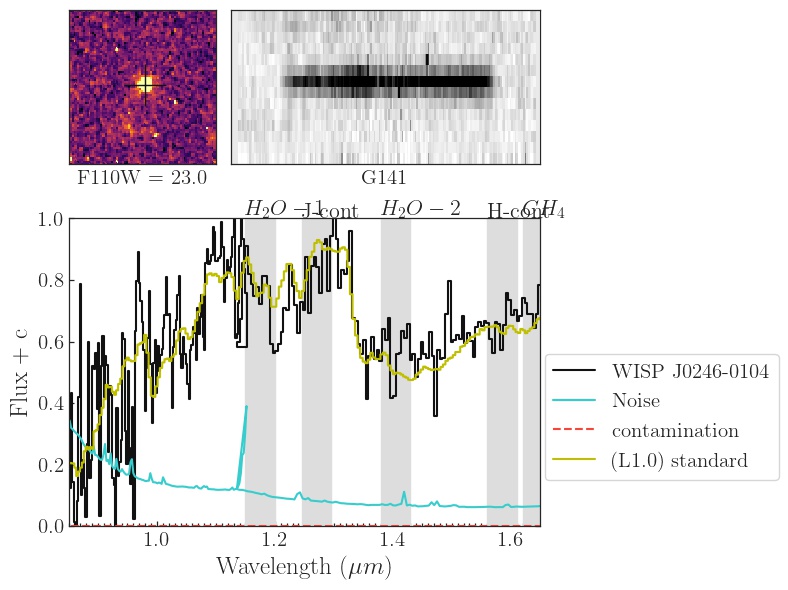 F110W = 23.0
G141
H₂O − 1
J-cont
H₂O − 2
H-cont
CH₄
1.0
0.8
0.6
0.4
0.2
0.0
Flux + c
1.0
1.2
1.4
1.6
Wavelength (μm)
WISP J0246-0104
Noise
contamination
(L1.0) standard